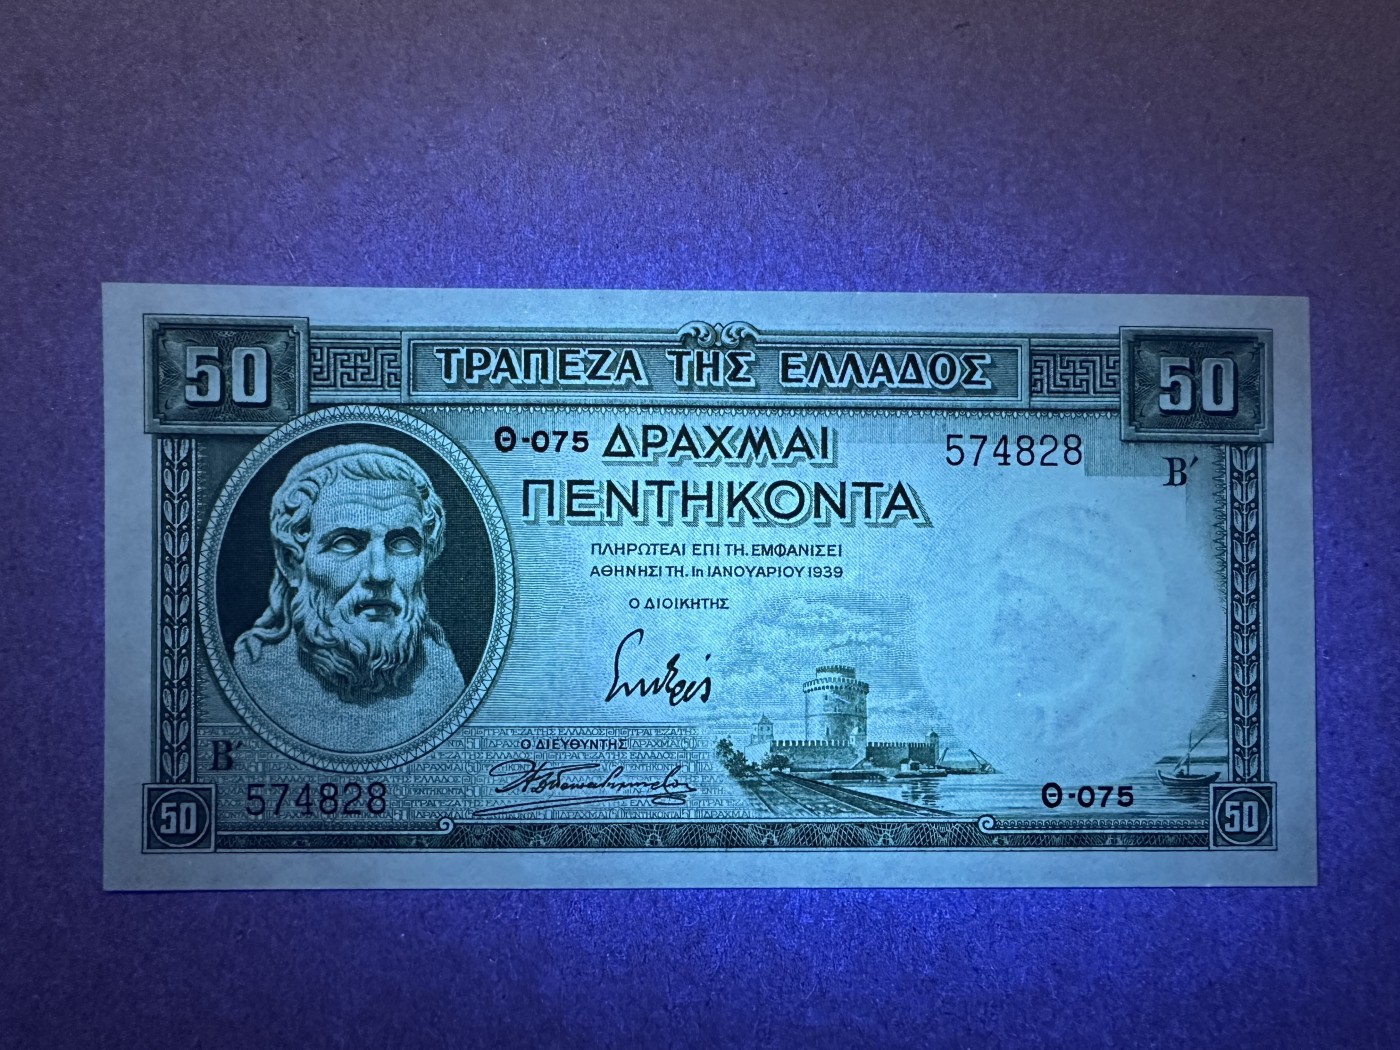 50 ΤΡΑΠΕΖΑ ΤΗΣ ΕΛΛΑΔΟΣ 50
Θ-075 ΔΡΑΧΜΑΙ 574828
Β΄
ΠΕΝΤΗΚΟΝΤΑ
ΠΛΗΡΩΤΕΑΙ ΕΠΙ ΤΗ. ΕΜΦΑΝΙΣΕΙ
ΑΘΗΝΗΣΙ ΤΗ. 1η ΙΑΝΟΥΑΡΙΟΥ 1939
Ο ΔΙΟΙΚΗΤΗΣ
Ο ΔΙΕΥΘΥΝΤΗΣ
Β΄
574828 Θ-075
50 50